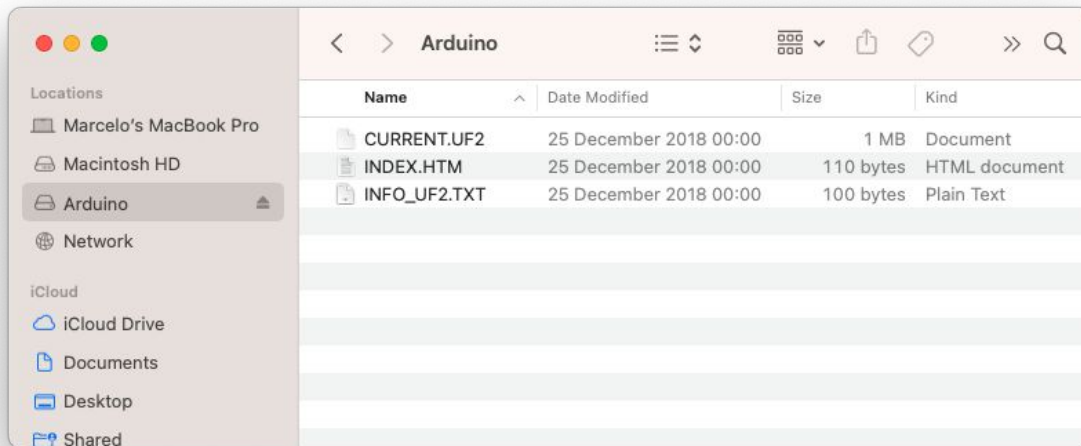 Arduino
Locations
Marcelo's MacBook Pro
Macintosh HD
Arduino
Network
iCloud
iCloud Drive
Documents
Desktop
Shared
Name Date Modified Size Kind
CURRENT.UF2 25 December 2018 00:00 1 MB Document
INDEX.HTM 25 December 2018 00:00 110 bytes HTML document
INFO_UF2.TXT 25 December 2018 00:00 100 bytes Plain Text